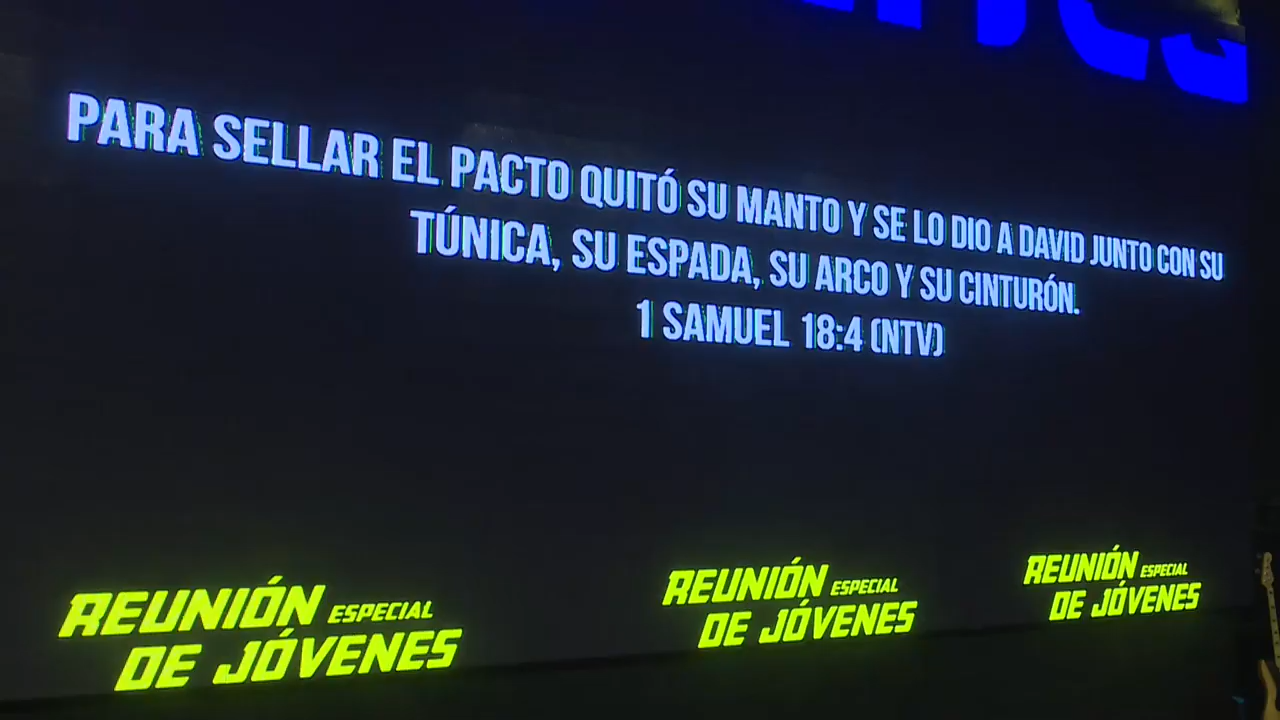 PARA SELLAR EL PACTO QUITÓ SU MANTO Y SE LO DIO A DAVID JUNTO CON SU
TÚNICA, SU ESPADA, SU ARCO Y SU CINTURÓN.
1 SAMUEL 18:4 (NTV)
REUNIÓN ESPECIAL
DE JÓVENES
REUNIÓN ESPECIAL
DE JÓVENES
REUNIÓN ESPECIAL
DE JÓVENES